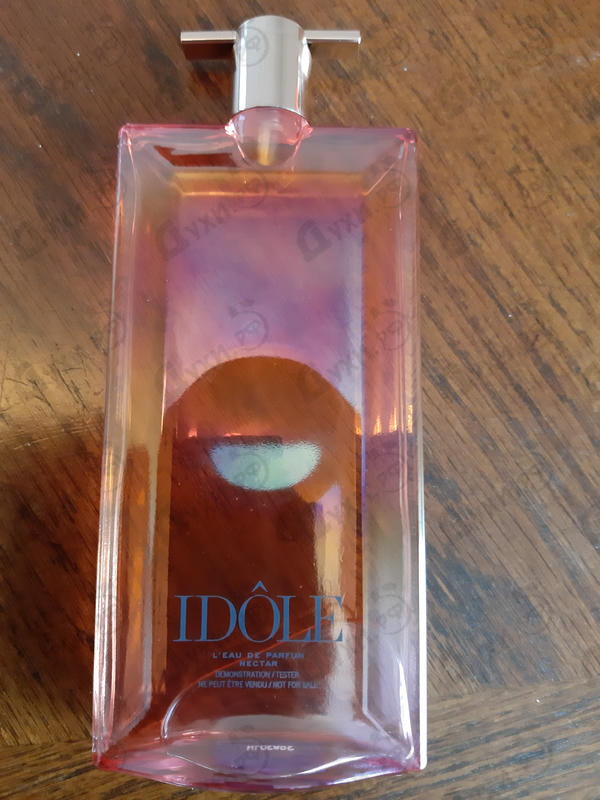 IDÔLE
L'EAU DE PARFUM
NECTAR
DEMONSTRATION / TESTER
NE PEUT ÊTRE VENDU / NOT FOR SALE